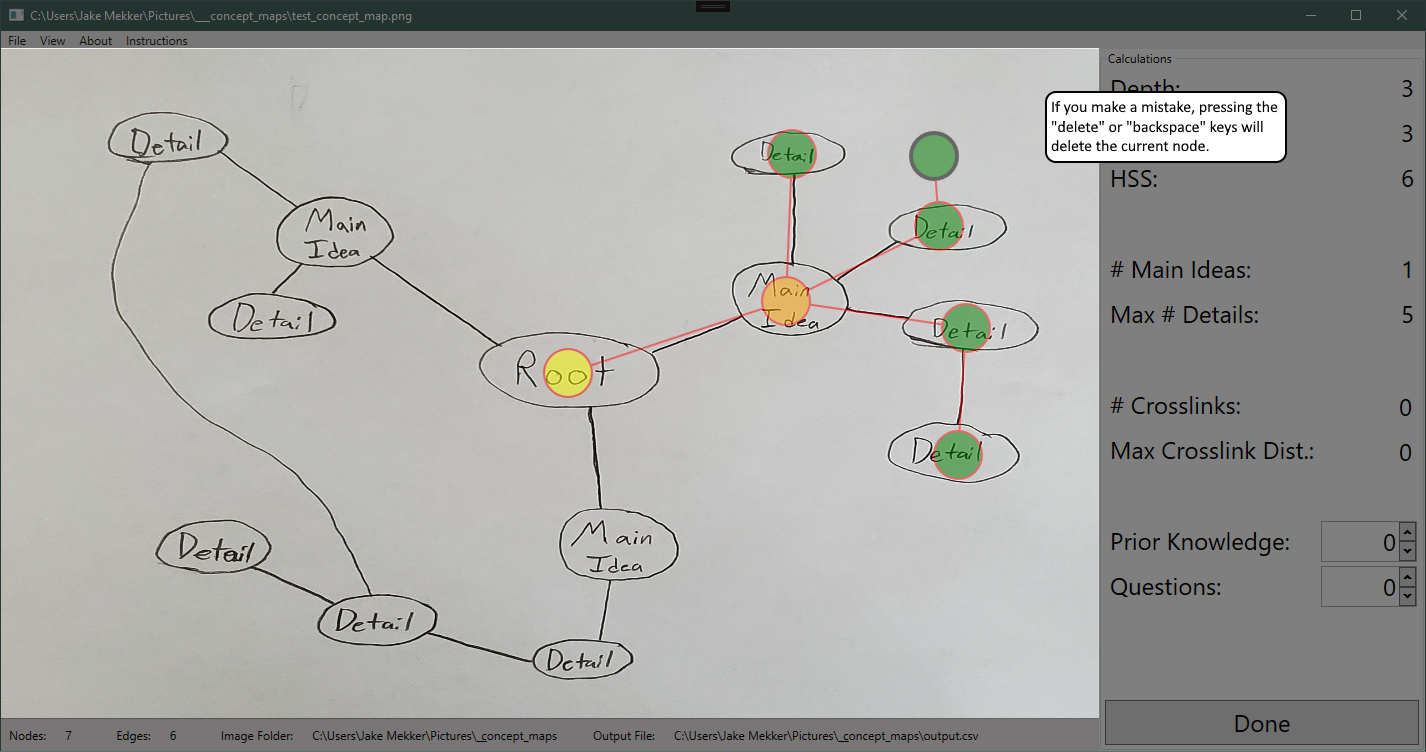 C:\Users\Jake Mekker\Pictures\__concept_maps\test_concept_map.png
File View About Instructions
Calculations
Depth: 3
3
HSS: 6
If you make a mistake, pressing the
"delete" or "backspace" keys will
delete the current node.
# Main Ideas: 1
Max # Details: 5
# Crosslinks: 0
Max Crosslink Dist.: 0
Prior Knowledge: 0
Questions: 0
Done
Detail
Main
Idea
Detail
Root
Detail
Detail
Main
Idea
Detail
Detail
Main
Idea
Detail
Detail
Detail
Nodes: 7 Edges: 6 Image Folder: C:\Users\Jake Mekker\Pictures\_concept_maps Output File: C:\Users\Jake Mekker\Pictures\_concept_maps\output.csv